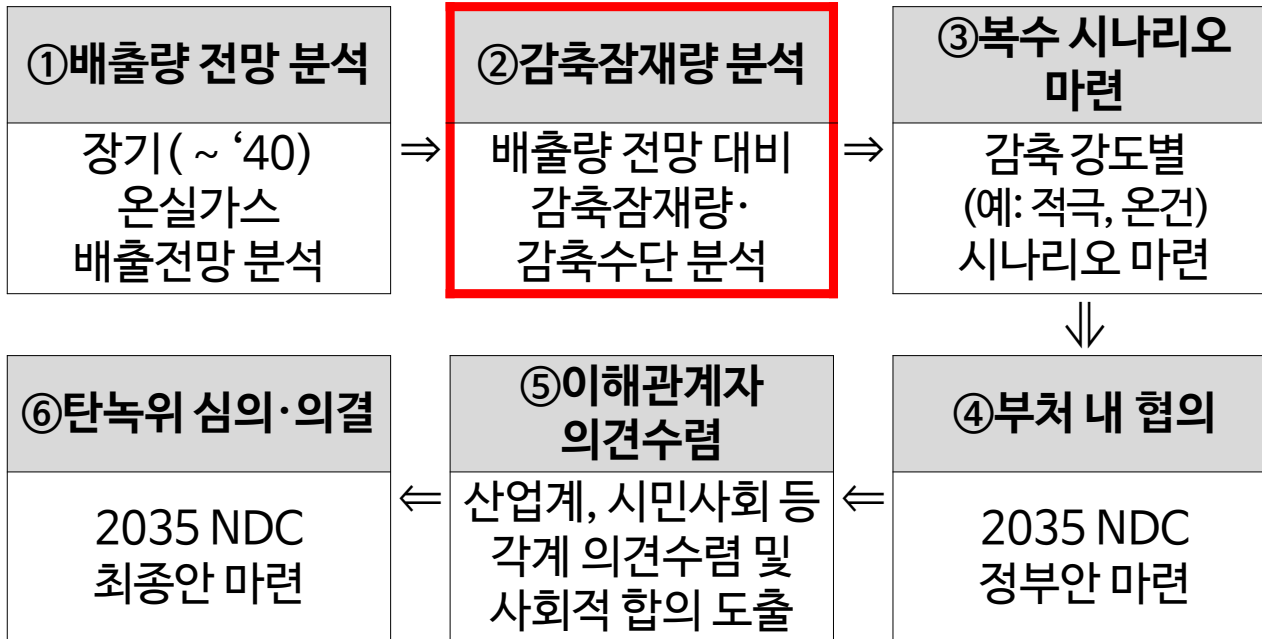 ①배출량 전망 분석
장기( ~ ‘40)
온실가스
배출전망 분석
⇒
②감축잠재량 분석
배출량 전망 대비
감축잠재량·
감축수단 분석
⇒
③복수 시나리오
마련
감축 강도별
(예: 적극, 온건)
시나리오 마련
⇓
④부처 내 협의
2035 NDC
정부안 마련
⇐
⑤이해관계자
의견수렴
산업계, 시민사회 등
각계 의견수렴 및
사회적 합의 도출
⇐
⑥탄녹위 심의·의결
2035 NDC
최종안 마련